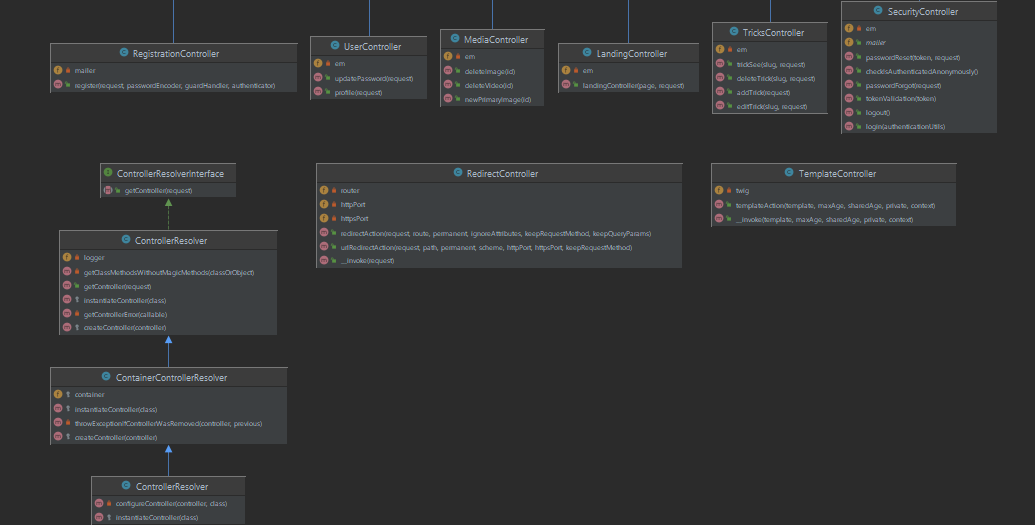 RegistrationController
mailer
register(request, passwordEncoder, guardHandler, authenticator)
UserController
em
updatePassword(request)
profile(request)
MediaController
em
deleteImage(id)
deleteVideo(id)
newPrimaryImage(id)
LandingController
em
landingController(page, request)
TricksController
em
trickSee(slug, request)
deleteTrick(slug, request)
addTrick(request)
editTrick(slug, request)
SecurityController
em
mailer
passwordReset(token, request)
checkIsAuthenticatedAnonymously()
passwordForgot(request)
tokenValidation(token)
logout()
login(authenticationUtils)
ControllerResolverInterface
getController(request)
ControllerResolver
logger
getClassMethodsWithoutMagicMethods(classOrObject)
getController(request)
instantiateController(class)
getControllerError(callable)
createController(controller)
ContainerControllerResolver
container
instantiateController(class)
throwExceptionIfControllerWasRemoved(controller, previous)
createController(controller)
ControllerResolver
configureController(controller, class)
instantiateController(class)
RedirectController
router
httpPort
httpsPort
redirectAction(request, route, permanent, ignoreAttributes, keepRequestMethod, keepQueryParams)
urlRedirectAction(request, path, permanent, scheme, httpPort, httpsPort, keepRequestMethod)
__invoke(request)
TemplateController
twig
templateAction(template, maxAge, sharedAge, private, context)
__invoke(template, maxAge, sharedAge, private, context)